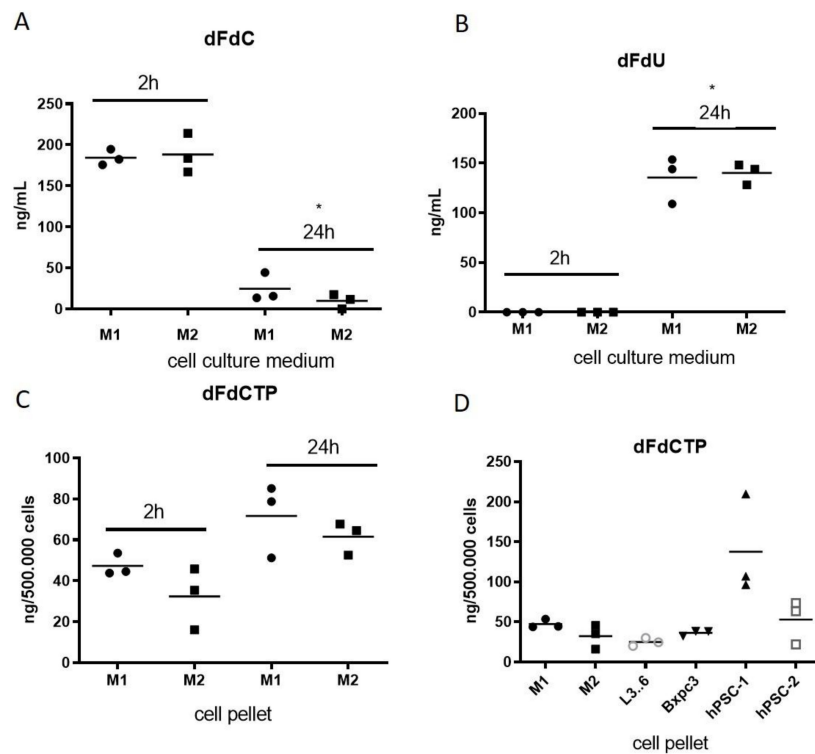 A
dFdC
2h
250
200
150
100
50
0
ng/mL
*
24h
M1 M2 M1 M2
cell culture medium
B
dFdU
*
24h
200
150
100
50
0
ng/mL
2h
M1 M2 M1 M2
cell culture medium
C
dFdCTP
24h
2h
100
80
60
40
20
0
ng/500.000 cells
M1 M2 M1 M2
cell pellet
D
dFdCTP
250
200
150
100
50
0
ng/500.000 cells
M1 M2 L3..6 Bxpc3 hPSC-1 hPSC-2
cell pellet